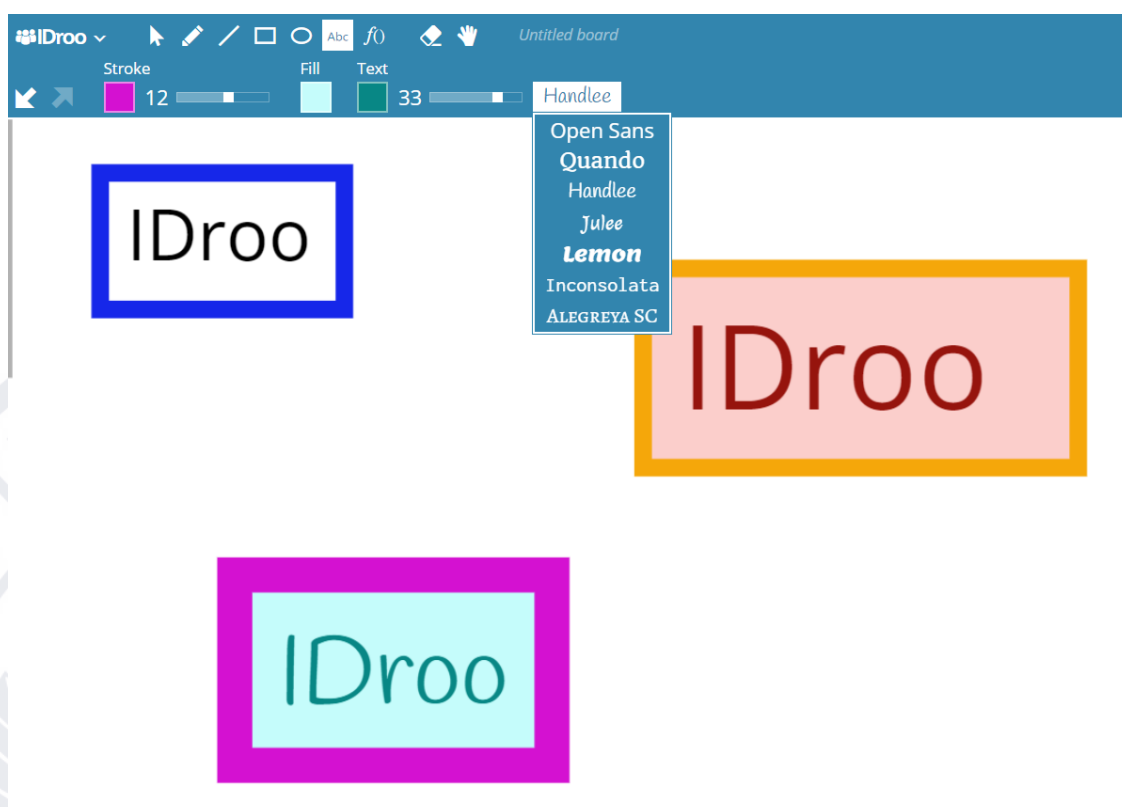 IDroo
Abc f() Untitled board
Stroke Fill Text
12 33 Handlee
Open Sans
Quando
Handlee
Julee
Lemon
Inconsolata
Alegreya SC
IDroo
IDroo
IDroo